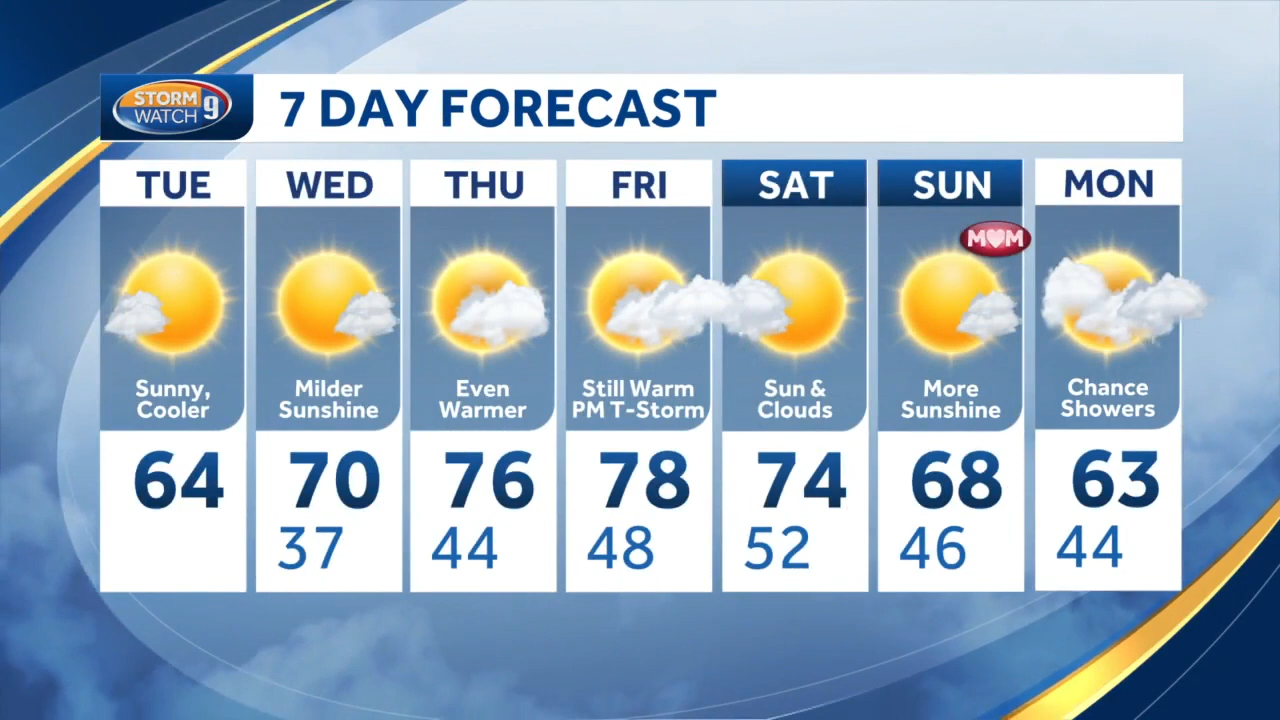 STORM
WATCH 9
7 DAY FORECAST
TUE WED THU FRI SAT SUN MON
M♥M
Sunny, Milder Even Still Warm Sun & More Chance
Cooler Sunshine Warmer PM T-Storm Clouds Sunshine Showers
64 70 76 78 74 68 63
37 44 48 52 46 44